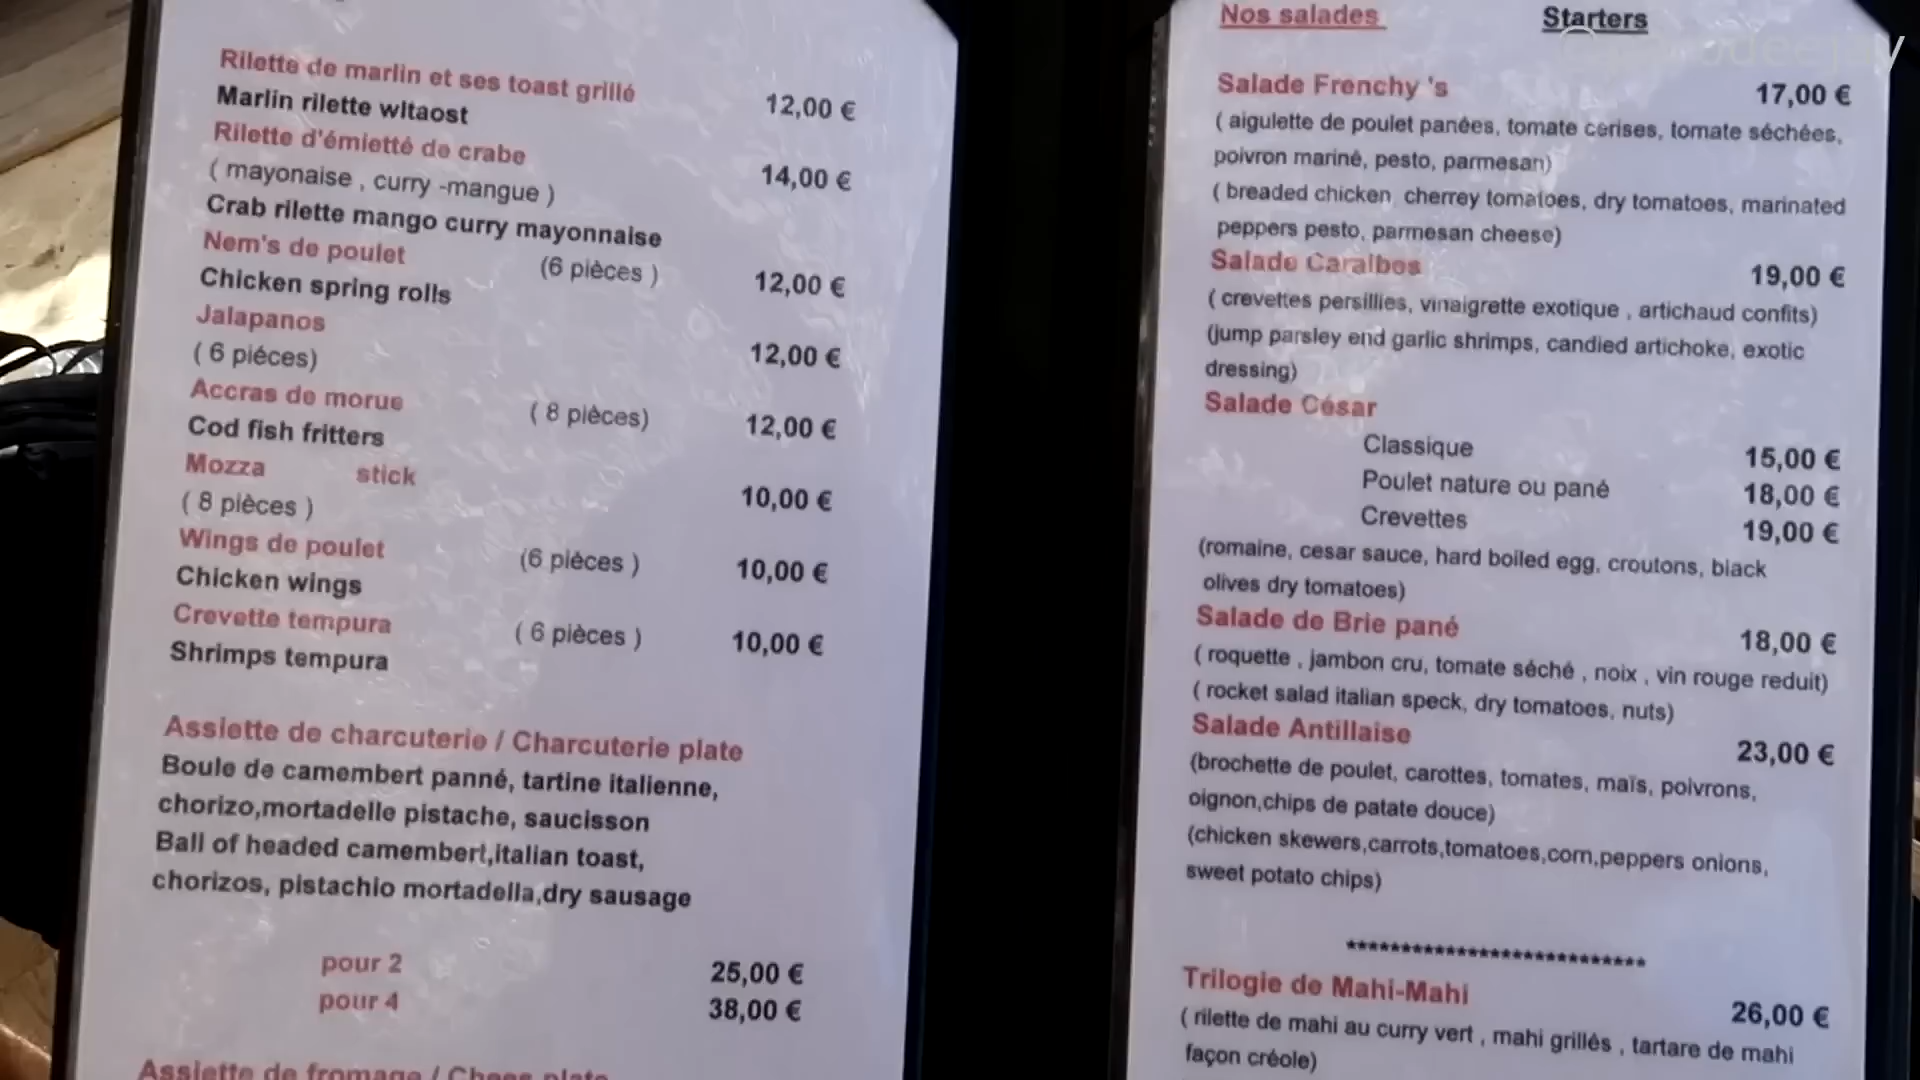 Rilette de marlin et ses toast grillé
Marlin rilette wltaost 12,00 €
Rilette d'émietté de crabe
( mayonaise , curry -mangue ) 14,00 €
Crab rilette mango curry mayonnaise
Nem's de poulet (6 pièces )
Chicken spring rolls 12,00 €
Jalapanos
( 6 piéces) 12,00 €
Accras de morue ( 8 pièces)
Cod fish fritters 12,00 €
Mozza stick
( 8 pièces ) 10,00 €
Wings de poulet (6 pièces )
Chicken wings 10,00 €
Crevette tempura ( 6 pièces )
Shrimps tempura 10,00 €
Assiette de charcuterie / Charcuterie plate
Boule de camembert panné, tartine italienne,
chorizo,mortadelle pistache, saucisson
Ball of headed camembert,italian toast,
chorizos, pistachio mortadella,dry sausage
pour 2 25,00 €
pour 4 38,00 €
Assiette de fromage / Chees plate
Nos salades Starters
Salade Frenchy 's 17,00 €
( aigulette de poulet panées, tomate cerises, tomate séchées,
poivron mariné, pesto, parmesan)
( breaded chicken cherrey tomatoes, dry tomatoes, marinated
peppers pesto, parmesan cheese)
Salade Caraibes 19,00 €
( crevettes persillies, vinaigrette exotique , artichaud confits)
(jump parsley end garlic shrimps, candied artichoke, exotic
dressing)
Salade César
Classique 15,00 €
Poulet nature ou pané 18,00 €
Crevettes 19,00 €
(romaine, cesar sauce, hard boiled egg, croutons, black
olives dry tomatoes)
Salade de Brie pané 18,00 €
( roquette , jambon cru, tomate séché , noix , vin rouge reduit)
( rocket salad italian speck, dry tomatoes, nuts)
Salade Antillaise 23,00 €
(brochette de poulet, carottes, tomates, maïs, poivrons,
oignon,chips de patate douce)
(chicken skewers,carrots,tomatoes,corn,peppers onions,
sweet potato chips)
***************************
Trilogie de Mahi-Mahi 26,00 €
( rilette de mahi au curry vert , mahi grillés , tartare de mahi
façon créole)